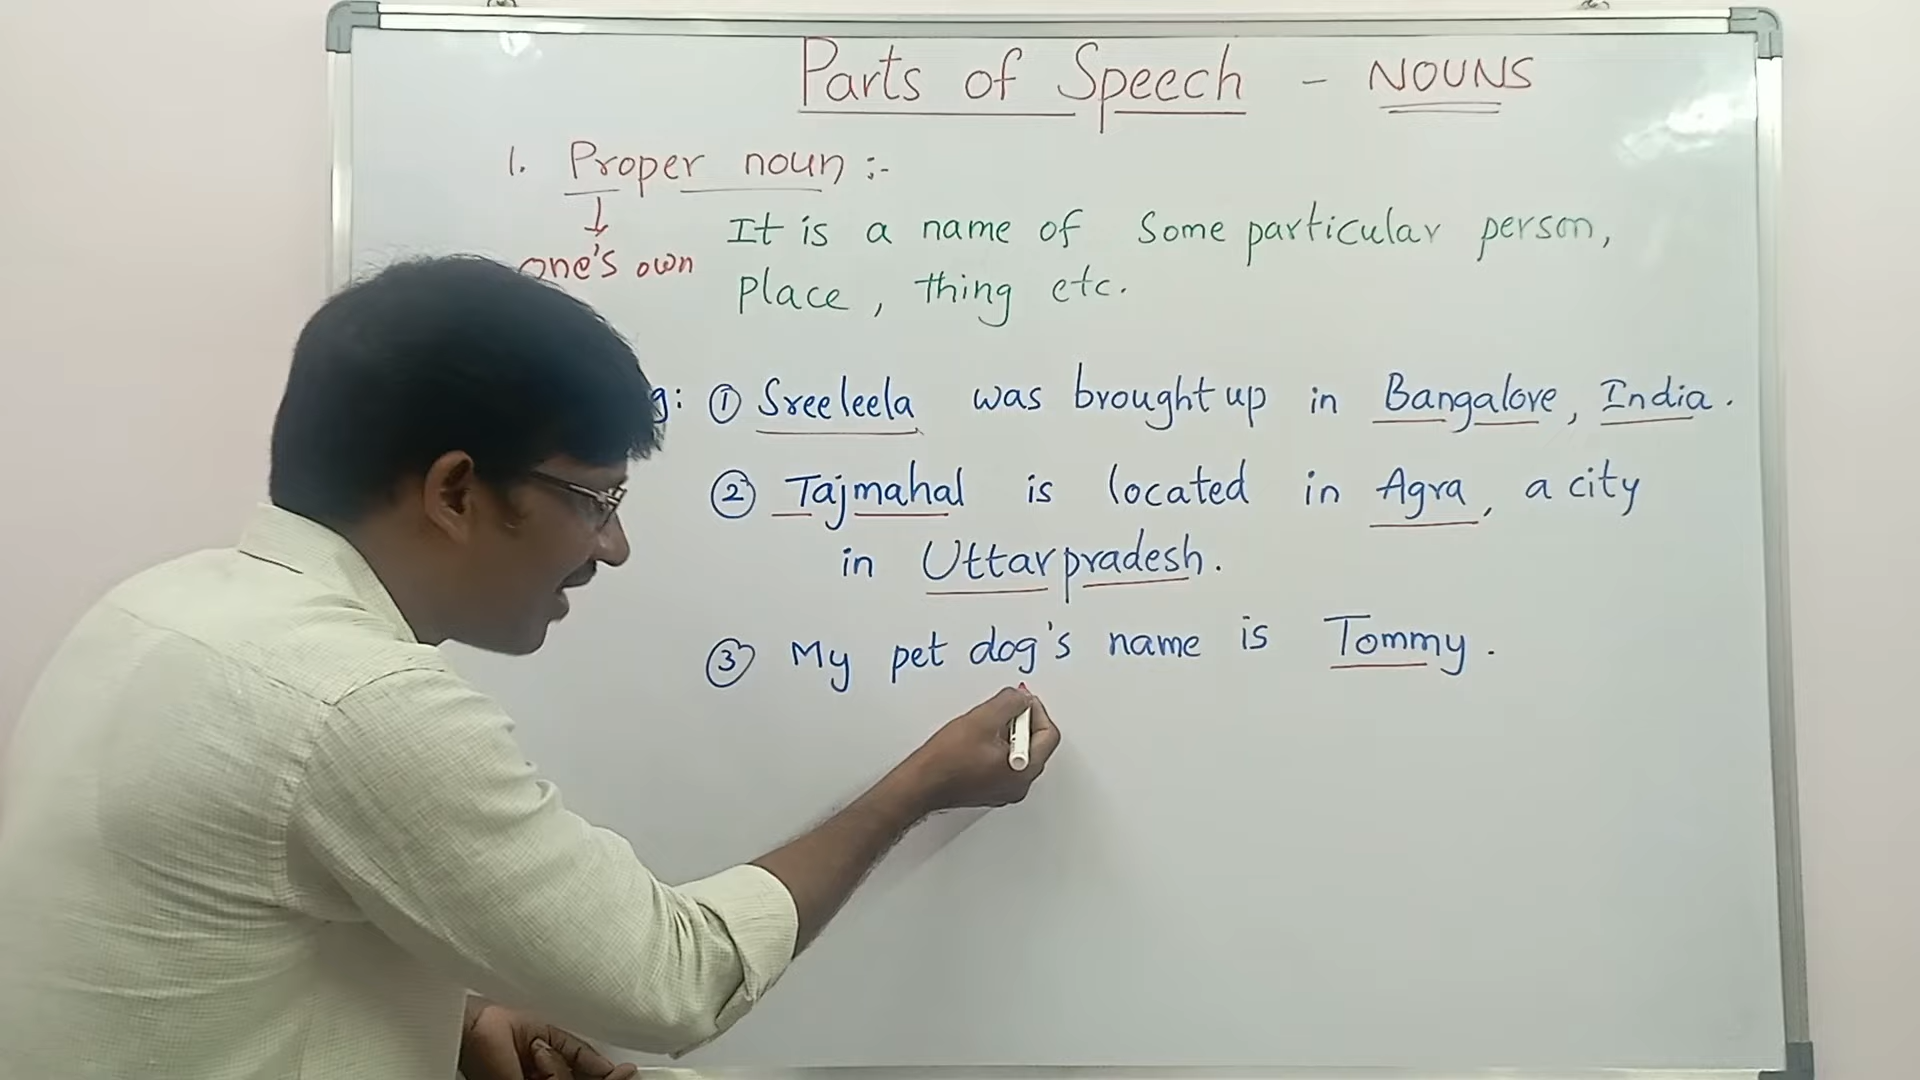 Parts of Speech - NOUNS
1. Proper noun :-
one's own
It is a name of some particular person,
place, thing etc.
g: ① Sreeleela was brought up in Bangalore, India.
② Tajmahal is located in Agra, a city
in Uttarpradesh.
③ My pet dog's name is Tommy.